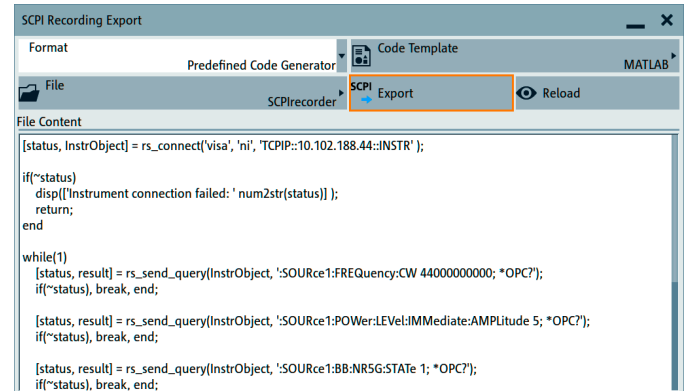 SCPI Recording Export
Format
Predefined Code Generator
Code Template
MATLAB
File
SCPIrecorder
SCPI
Export
Reload
File Content
[status, InstrObject] = rs_connect('visa', 'ni', 'TCPIP::10.102.188.44::INSTR' );
if(~status)
disp(['Instrument connection failed: ' num2str(status)] );
return;
end
while(1)
[status, result] = rs_send_query(InstrObject, ':SOURce1:FREQuency:CW 44000000000; *OPC?');
if(~status), break, end;
[status, result] = rs_send_query(InstrObject, ':SOURce1:POWer:LEVel:IMMediate:AMPLitude 5; *OPC?');
if(~status), break, end;
[status, result] = rs_send_query(InstrObject, ':SOURce1:BB:NR5G:STATe 1; *OPC?');
if(~status), break, end;